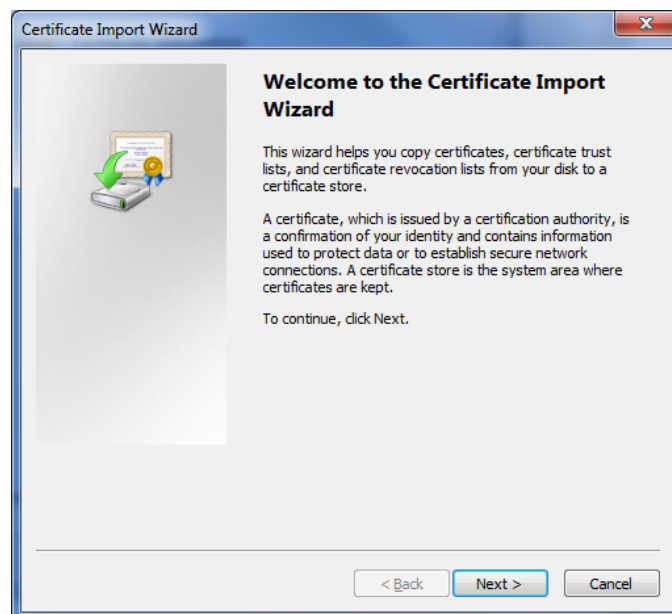 Certificate Import Wizard
X
Welcome to the Certificate Import
Wizard
This wizard helps you copy certificates, certificate trust
lists, and certificate revocation lists from your disk to a
certificate store.
A certificate, which is issued by a certification authority, is
a confirmation of your identity and contains information
used to protect data or to establish secure network
connections. A certificate store is the system area where
certificates are kept.
To continue, click Next.
< Back Next > Cancel